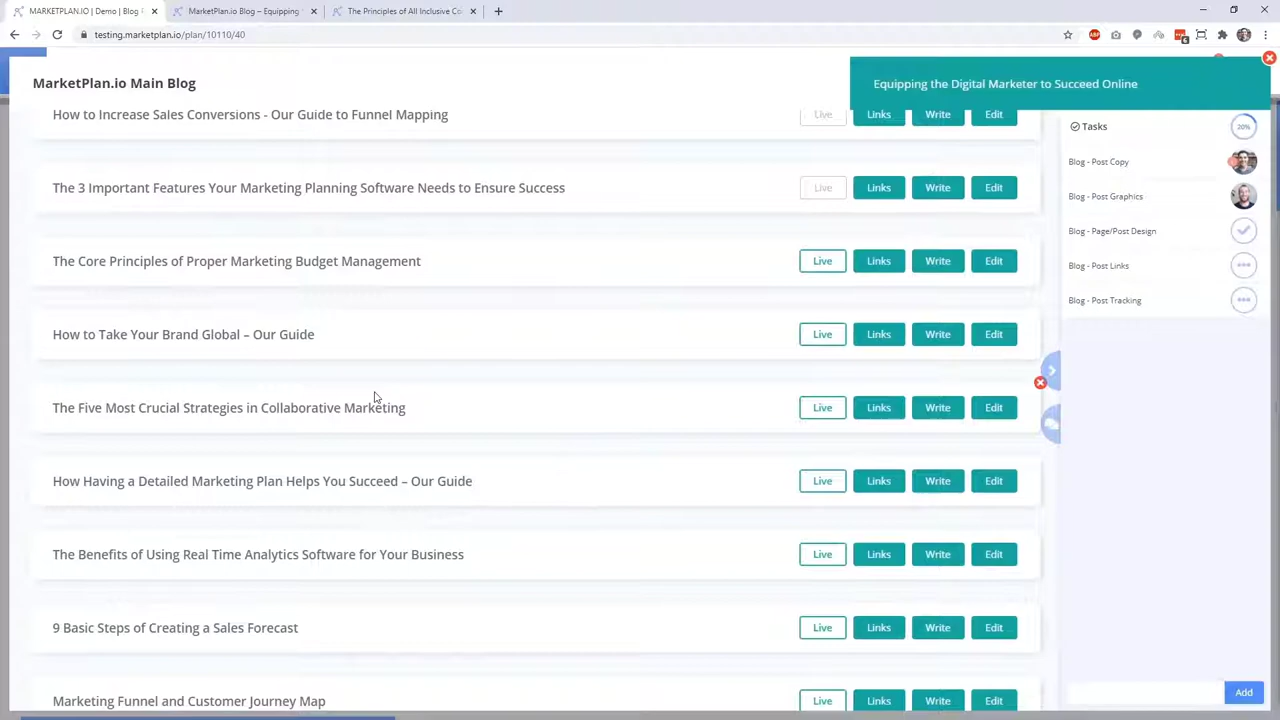 MARKETPLAN.IO | Demo | Blog F
MarketPlan.io Blog – Equipping
The Principles of All Inclusive Co
testing.marketplan.io/plan/10110/40
MarketPlan.io Main Blog
Equipping the Digital Marketer to Succeed Online
How to Increase Sales Conversions - Our Guide to Funnel Mapping Live Links Write Edit
The 3 Important Features Your Marketing Planning Software Needs to Ensure Success Live Links Write Edit
The Core Principles of Proper Marketing Budget Management Live Links Write Edit
How to Take Your Brand Global – Our Guide Live Links Write Edit
The Five Most Crucial Strategies in Collaborative Marketing Live Links Write Edit
How Having a Detailed Marketing Plan Helps You Succeed – Our Guide Live Links Write Edit
The Benefits of Using Real Time Analytics Software for Your Business Live Links Write Edit
9 Basic Steps of Creating a Sales Forecast Live Links Write Edit
Marketing Funnel and Customer Journey Map Live Links Write Edit
Tasks 20%
Blog - Post Copy
Blog - Post Graphics
Blog - Page/Post Design
Blog - Post Links
Blog - Post Tracking
Add